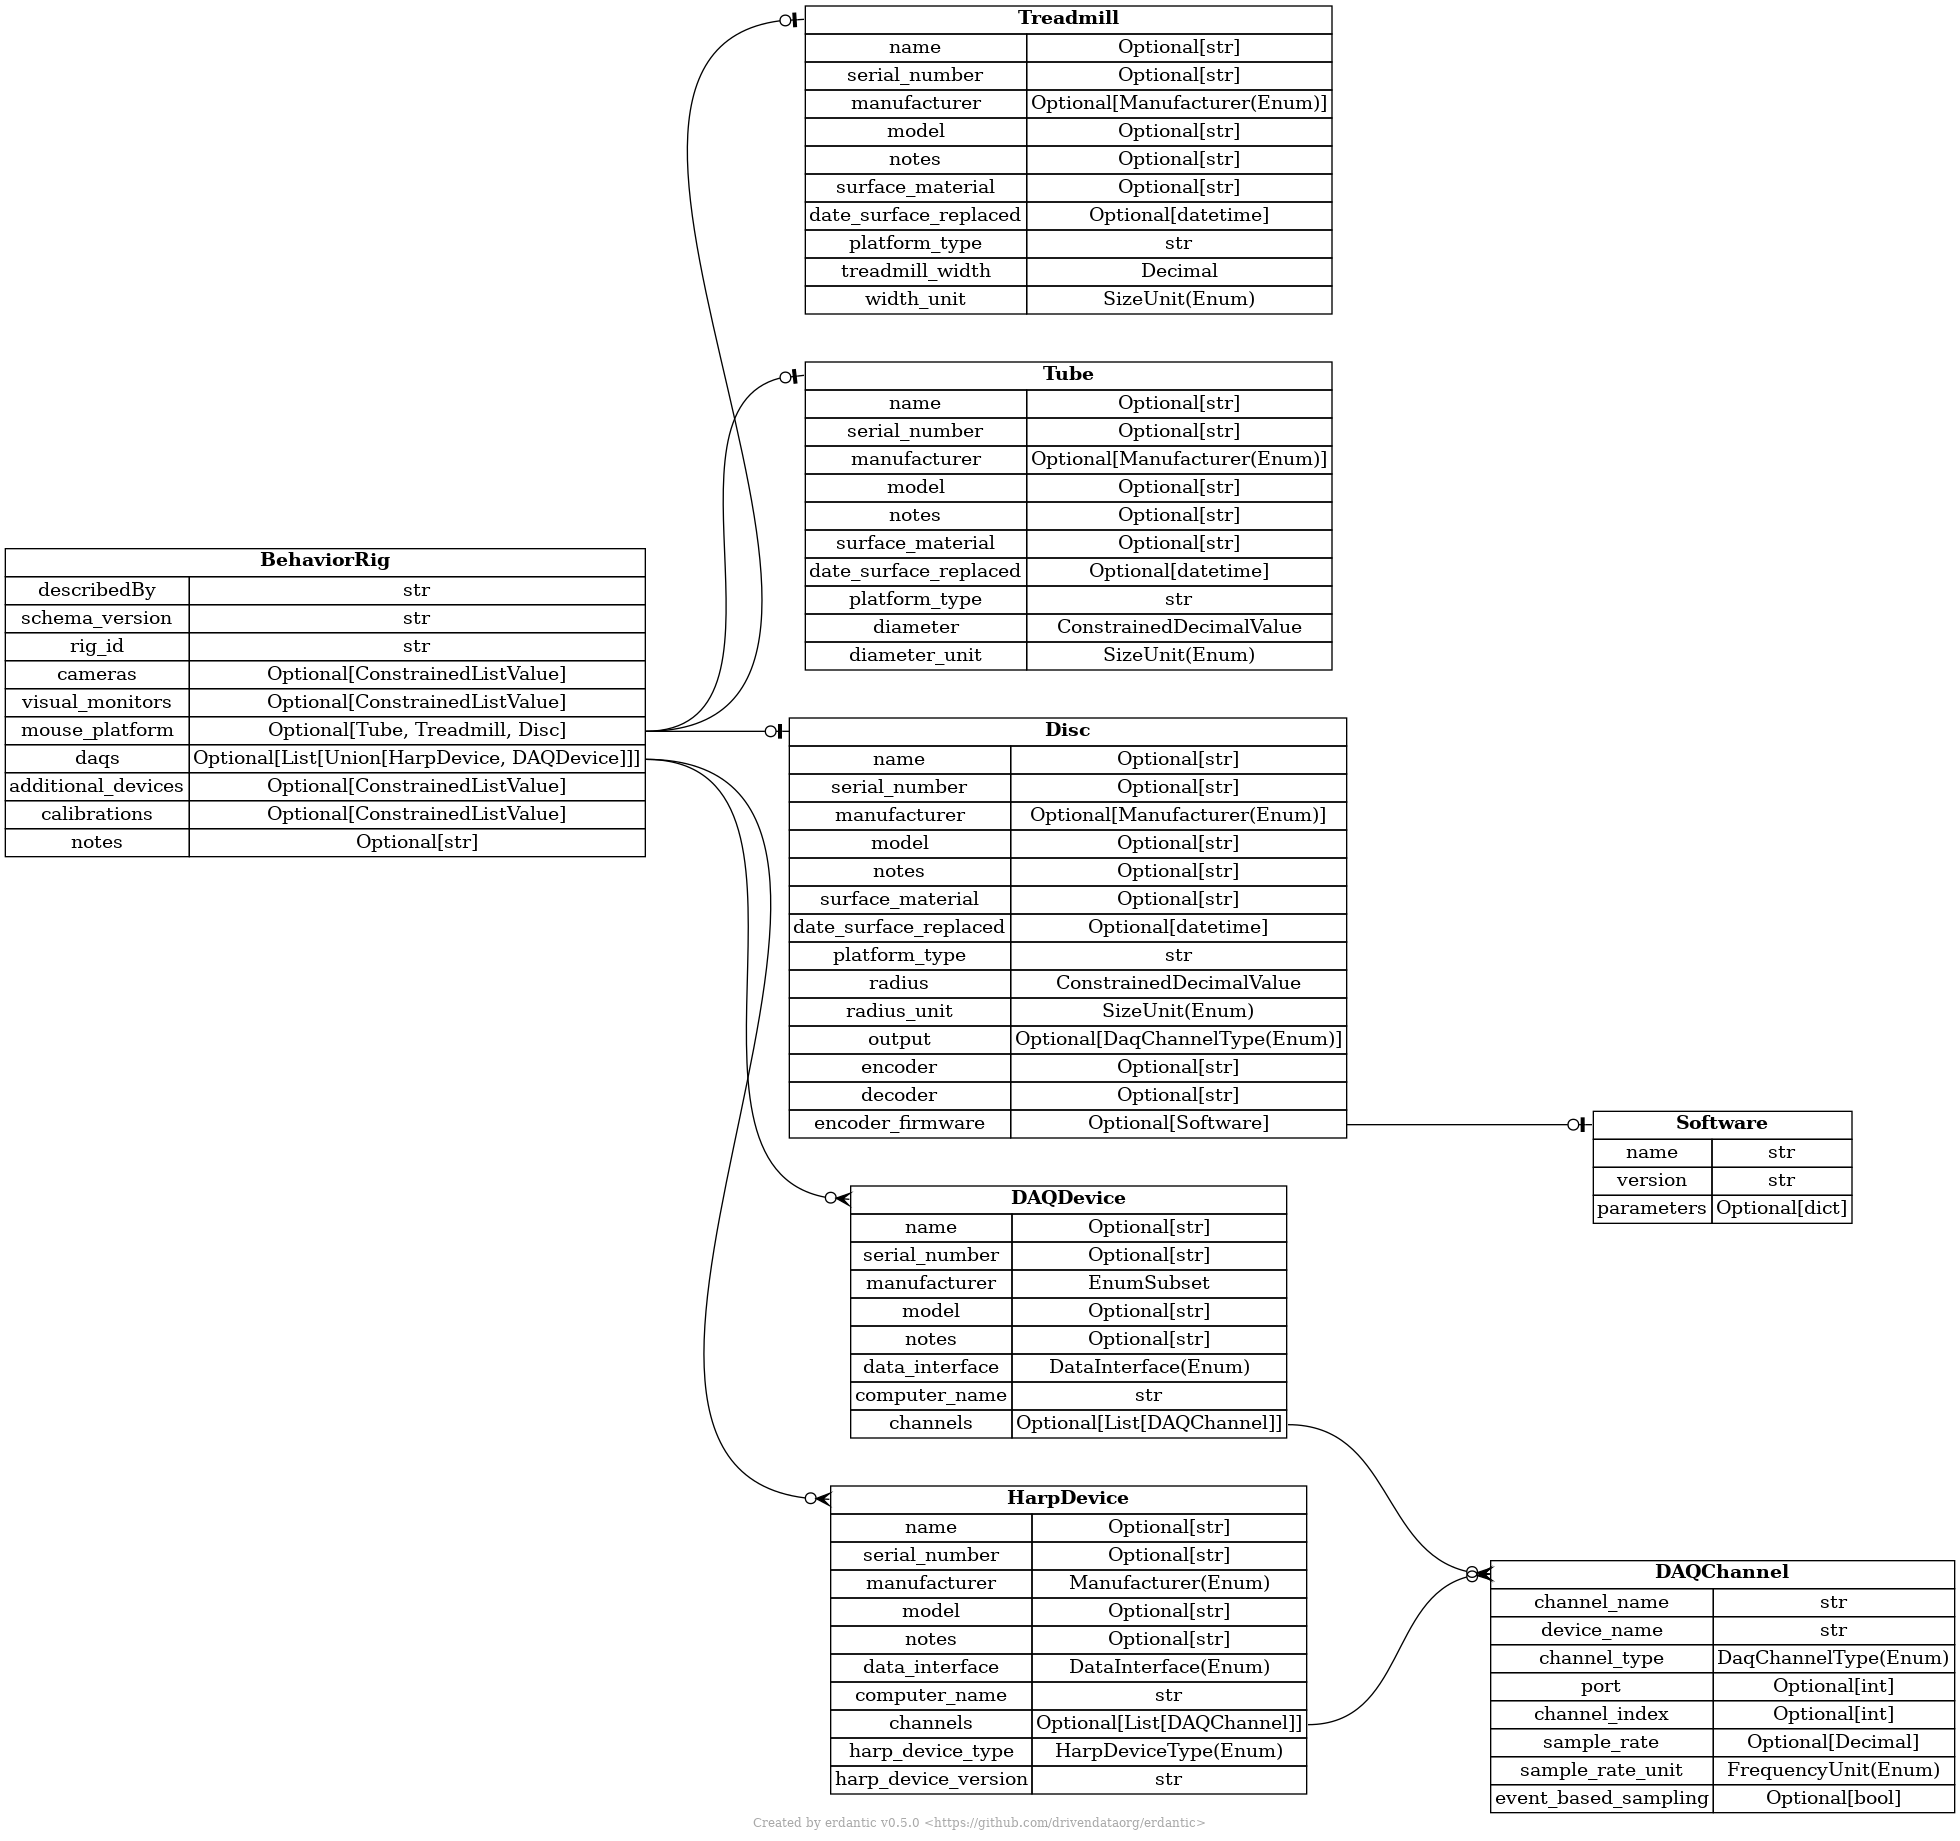 Treadmill
name Optional[str]
serial_number Optional[str]
manufacturer Optional[Manufacturer(Enum)]
model Optional[str]
notes Optional[str]
surface_material Optional[str]
date_surface_replaced Optional[datetime]
platform_type str
treadmill_width Decimal
width_unit SizeUnit(Enum)
Tube
name Optional[str]
serial_number Optional[str]
manufacturer Optional[Manufacturer(Enum)]
model Optional[str]
notes Optional[str]
surface_material Optional[str]
date_surface_replaced Optional[datetime]
platform_type str
diameter ConstrainedDecimalValue
diameter_unit SizeUnit(Enum)
BehaviorRig
describedBy str
schema_version str
rig_id str
cameras Optional[ConstrainedListValue]
visual_monitors Optional[ConstrainedListValue]
mouse_platform Optional[Tube, Treadmill, Disc]
daqs Optional[List[Union[HarpDevice, DAQDevice]]]
additional_devices Optional[ConstrainedListValue]
calibrations Optional[ConstrainedListValue]
notes Optional[str]
Disc
name Optional[str]
serial_number Optional[str]
manufacturer Optional[Manufacturer(Enum)]
model Optional[str]
notes Optional[str]
surface_material Optional[str]
date_surface_replaced Optional[datetime]
platform_type str
radius ConstrainedDecimalValue
radius_unit SizeUnit(Enum)
output Optional[DaqChannelType(Enum)]
encoder Optional[str]
decoder Optional[str]
encoder_firmware Optional[Software]
Software
name str
version str
parameters Optional[dict]
DAQDevice
name Optional[str]
serial_number Optional[str]
manufacturer EnumSubset
model Optional[str]
notes Optional[str]
data_interface DataInterface(Enum)
computer_name str
channels Optional[List[DAQChannel]]
HarpDevice
name Optional[str]
serial_number Optional[str]
manufacturer Manufacturer(Enum)
model Optional[str]
notes Optional[str]
data_interface DataInterface(Enum)
computer_name str
channels Optional[List[DAQChannel]]
harp_device_type HarpDeviceType(Enum)
harp_device_version str
DAQChannel
channel_name str
device_name str
channel_type DaqChannelType(Enum)
port Optional[int]
channel_index Optional[int]
sample_rate Optional[Decimal]
sample_rate_unit FrequencyUnit(Enum)
event_based_sampling Optional[bool]
Created by erdantic v0.5.0 <https://github.com/drivendataorg/erdantic>